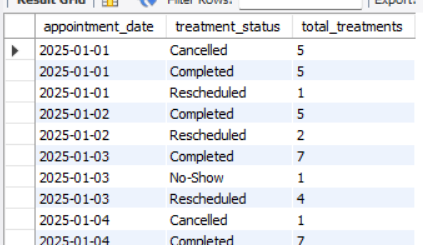 Result Grid Filter Rows: Export:
appointment_date treatment_status total_treatments
2025-01-01 Cancelled 5
2025-01-01 Completed 5
2025-01-01 Rescheduled 1
2025-01-02 Completed 5
2025-01-02 Rescheduled 2
2025-01-03 Completed 7
2025-01-03 No-Show 1
2025-01-03 Rescheduled 4
2025-01-04 Cancelled 1
2025-01-04 Completed 7